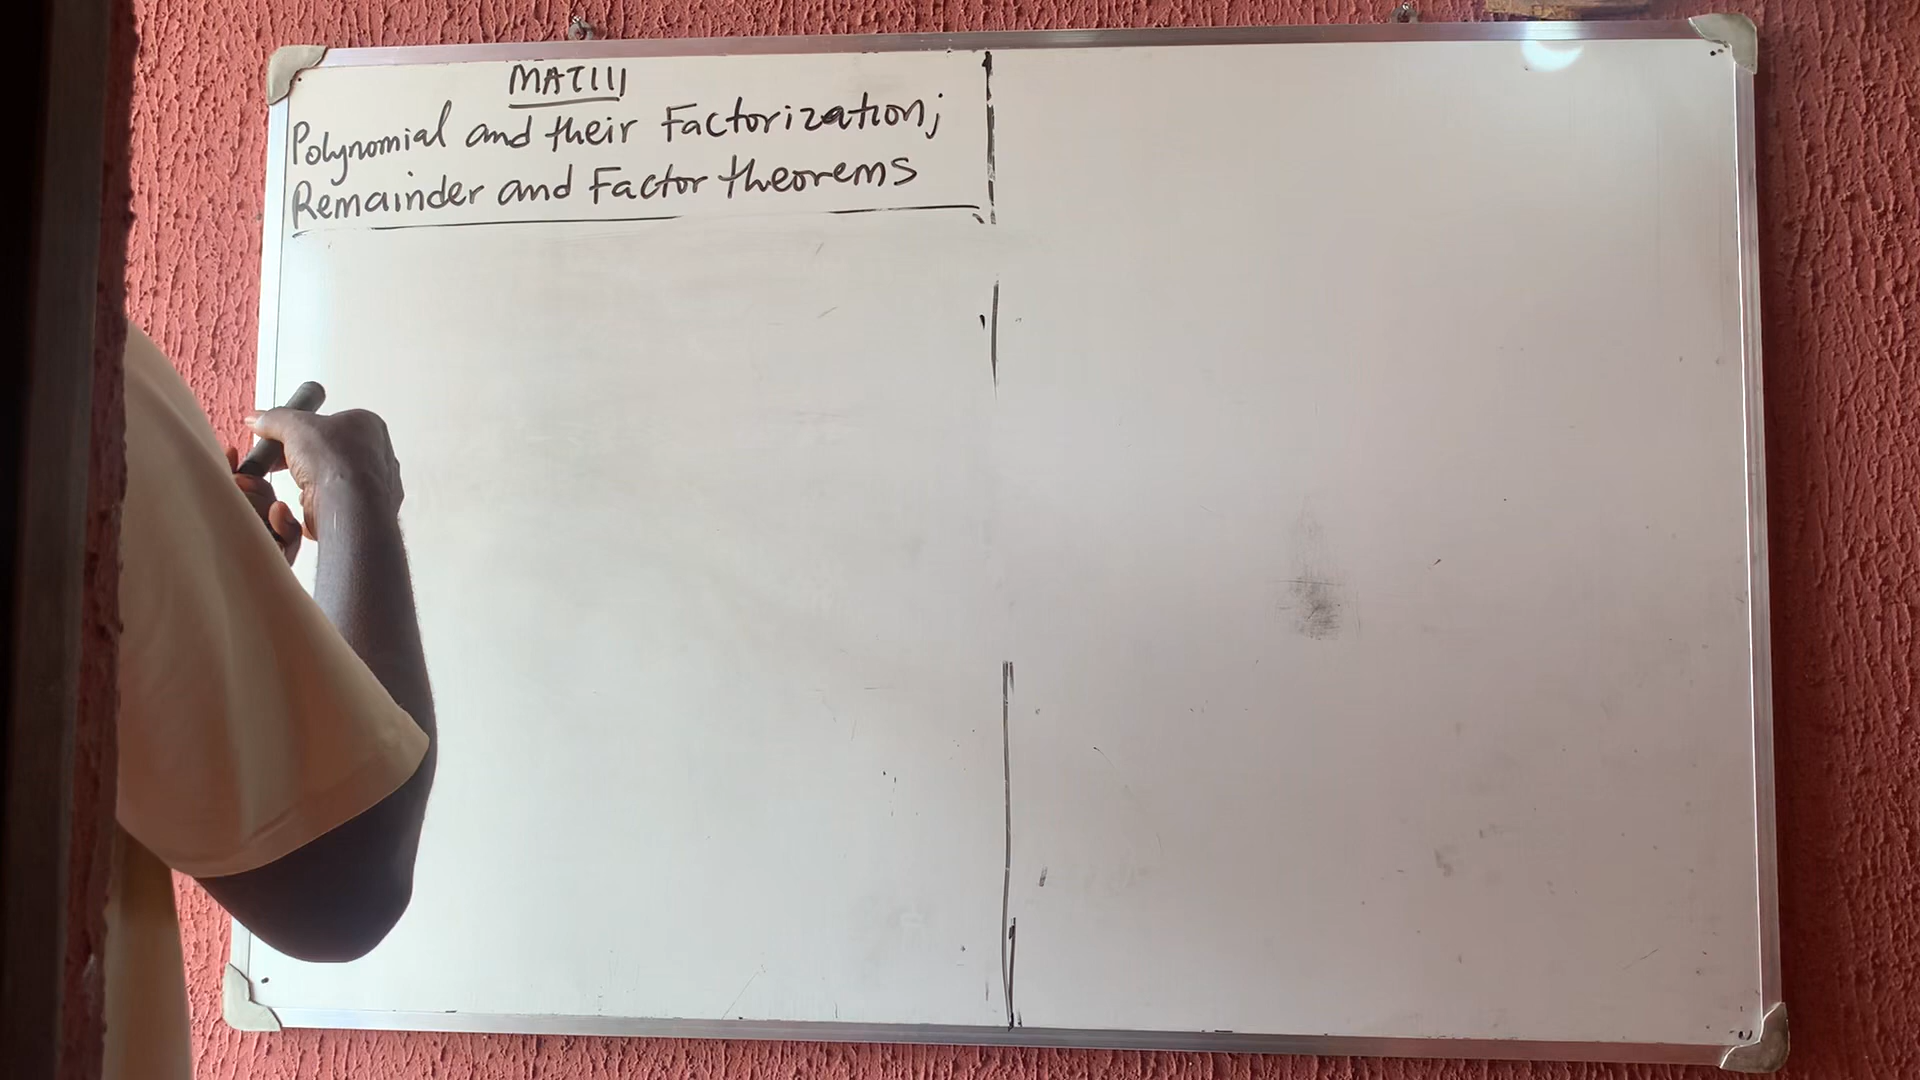 MAT111
Polynomial and their Factorization;
Remainder and Factor theorems